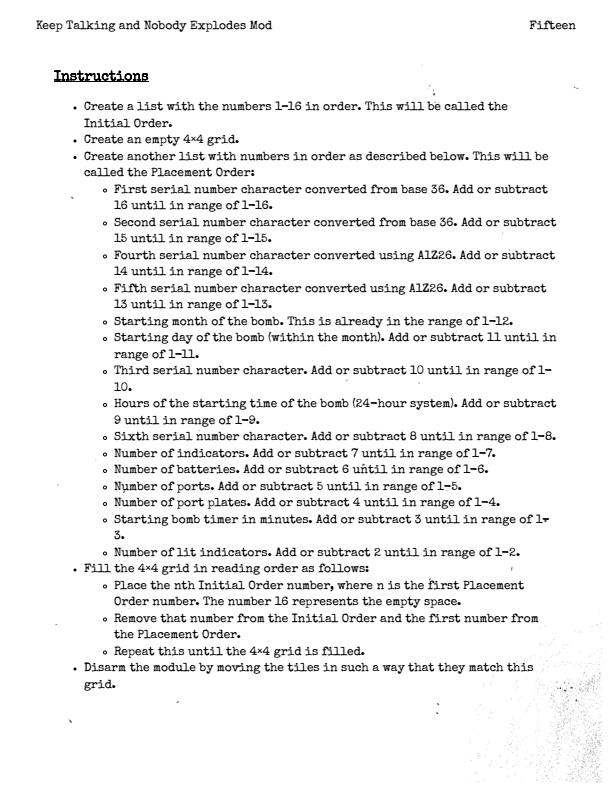 Keep Talking and Nobody Explodes Mod
Fifteen
Instructions
• Create a list with the numbers 1-16 in order. This will be called the
Initial Order.
• Create an empty 4×4 grid.
• Create another list with numbers in order as described below. This will be
called the Placement Order:
◦ First serial number character converted from base 36. Add or subtract
16 until in range of 1-16.
◦ Second serial number character converted from base 36. Add or subtract
15 until in range of 1-15.
◦ Fourth serial number character converted using A1Z26. Add or subtract
14 until in range of 1-14.
◦ Fifth serial number character converted using A1Z26. Add or subtract
13 until in range of 1-13.
◦ Starting month of the bomb. This is already in the range of 1-12.
◦ Starting day of the bomb (within the month). Add or subtract 11 until in
range of 1-11.
◦ Third serial number character. Add or subtract 10 until in range of 1-
10.
◦ Hours of the starting time of the bomb (24-hour system). Add or subtract
9 until in range of 1-9.
◦ Sixth serial number character. Add or subtract 8 until in range of 1-8.
◦ Number of indicators. Add or subtract 7 until in range of 1-7.
◦ Number of batteries. Add or subtract 6 until in range of 1-6.
◦ Number of ports. Add or subtract 5 until in range of 1-5.
◦ Number of port plates. Add or subtract 4 until in range of 1-4.
◦ Starting bomb timer in minutes. Add or subtract 3 until in range of 1-
3.
◦ Number of lit indicators. Add or subtract 2 until in range of 1-2.
• Fill the 4×4 grid in reading order as follows:
◦ Place the nth Initial Order number, where n is the first Placement
Order number. The number 16 represents the empty space.
◦ Remove that number from the Initial Order and the first number from
the Placement Order.
◦ Repeat this until the 4×4 grid is filled.
• Disarm the module by moving the tiles in such a way that they match this
grid.